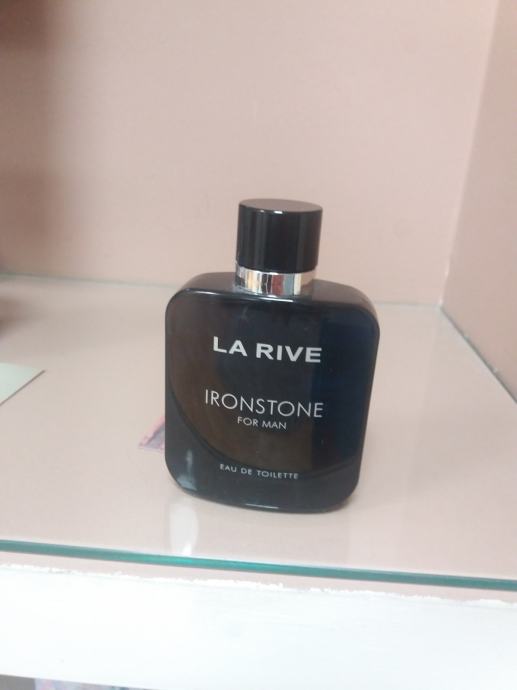 LA RIVE
IRONSTONE
FOR MAN
EAU DE TOILETTE